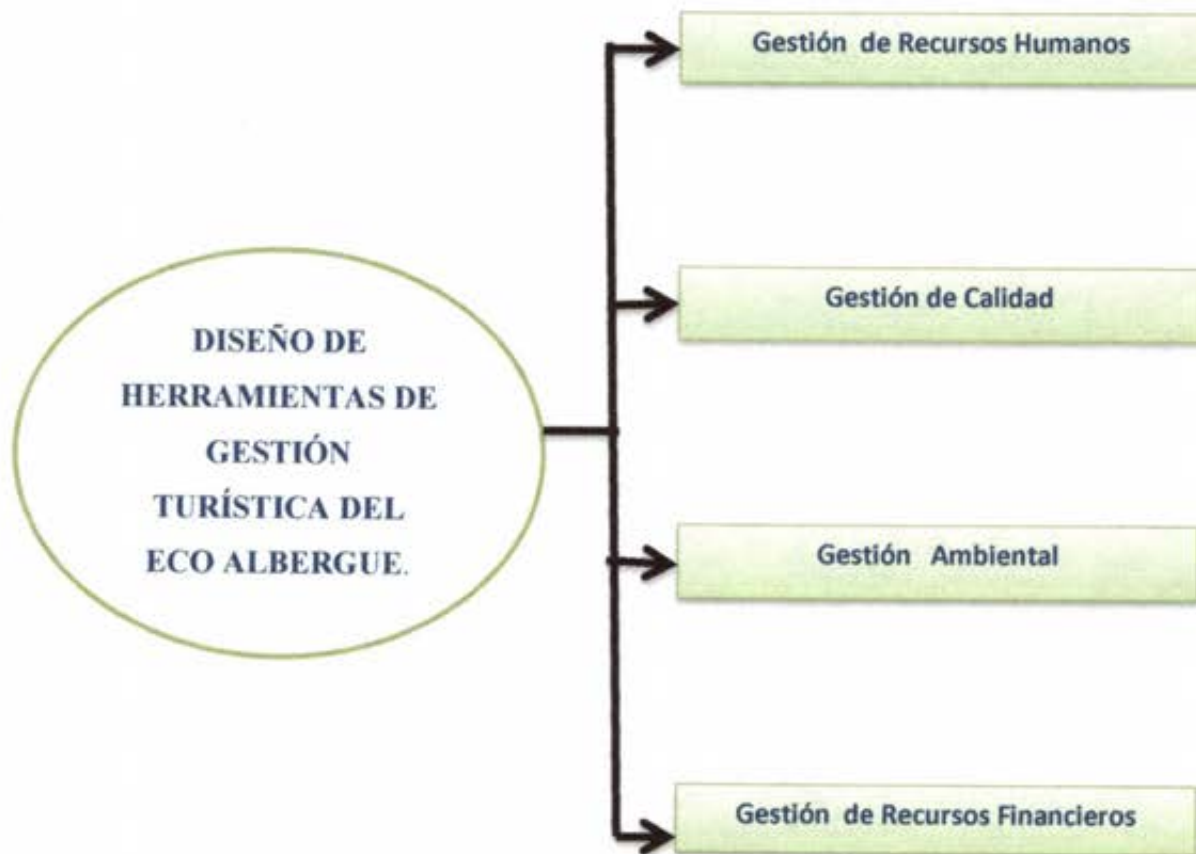 DISEÑO DE
HERRAMIENTAS DE
GESTIÓN
TURÍSTICA DEL
ECO ALBERGUE.
Gestión de Recursos Humanos
Gestión de Calidad
Gestión Ambiental
Gestión de Recursos Financieros